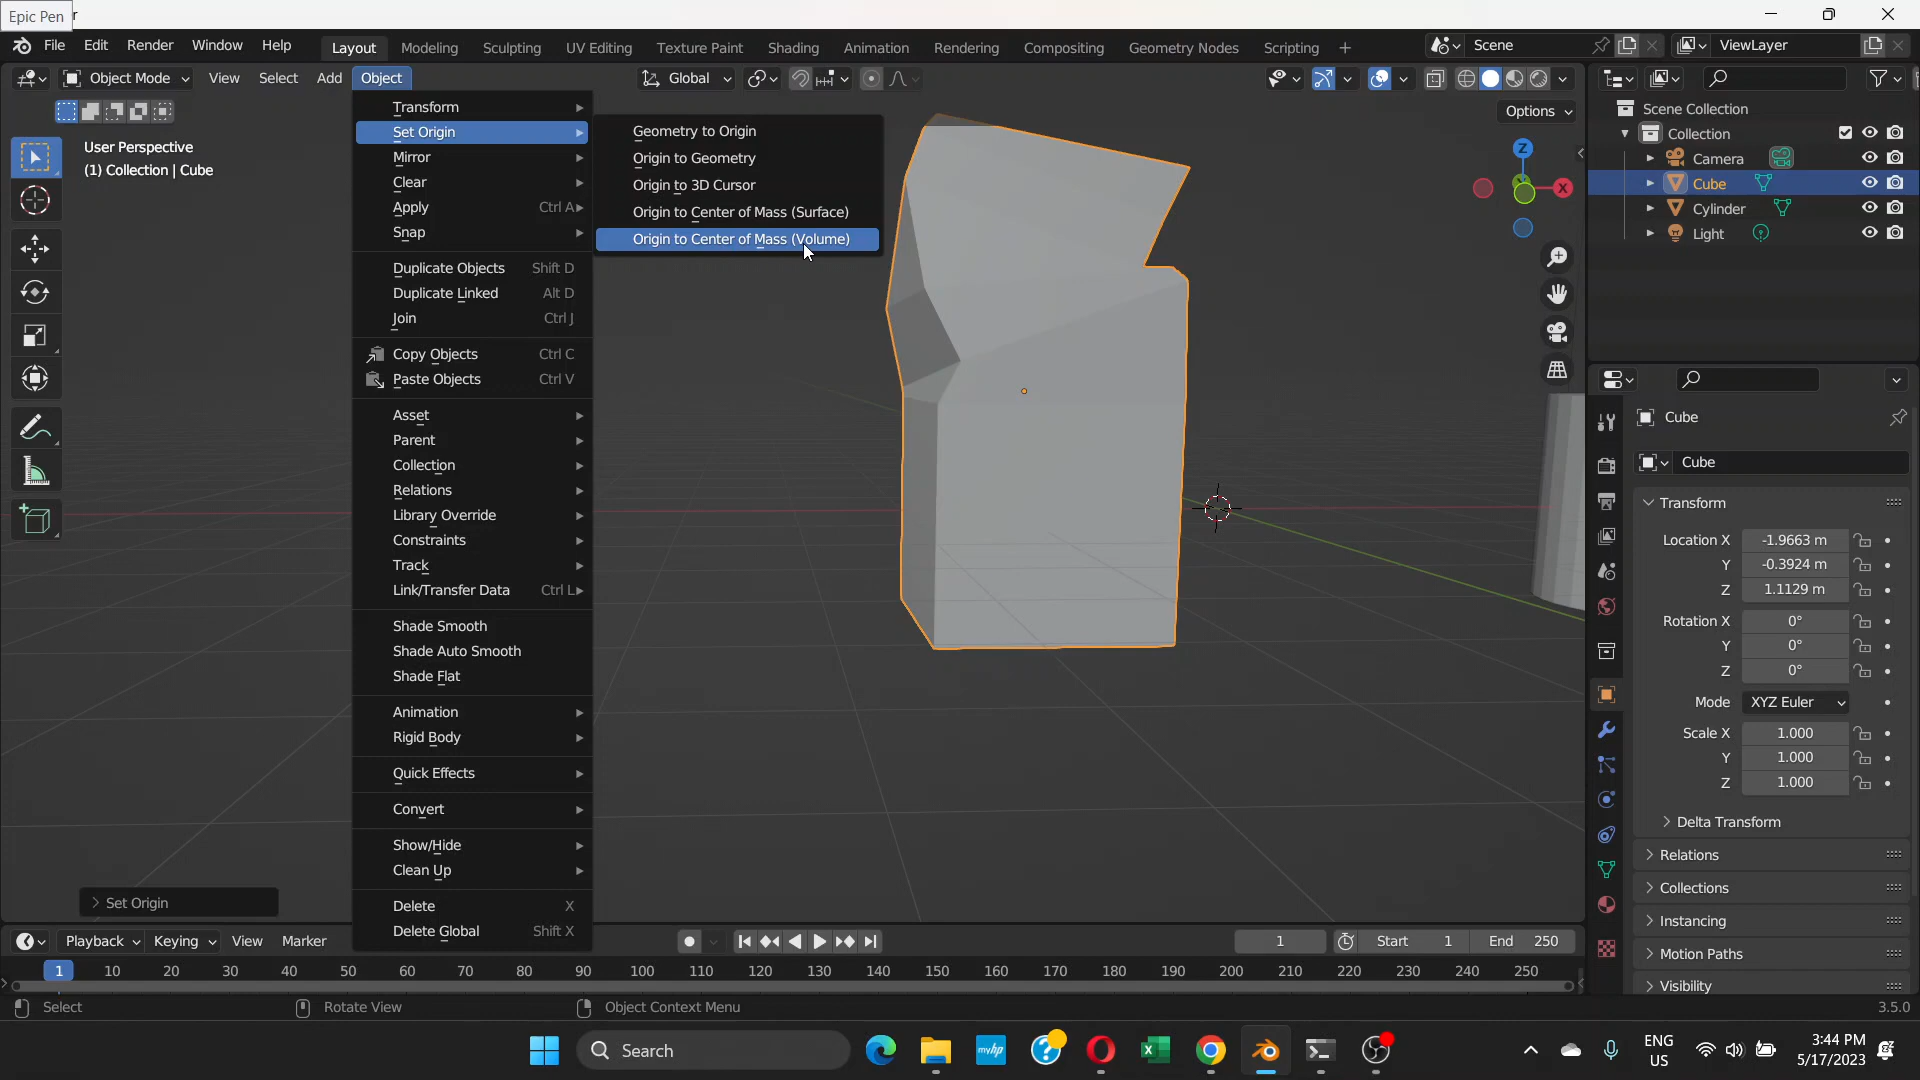 Epic Pen
r
File Edit Render Window Help
Layout Modeling Sculpting UV Editing Texture Paint Shading Animation Rendering Compositing Geometry Nodes Scripting +
Scene
ViewLayer
Object Mode View Select Add Object
Global
Options
User Perspective
(1) Collection | Cube
Transform
Set Origin
Mirror
Clear
Apply Ctrl A
Snap
Duplicate Objects Shift D
Duplicate Linked Alt D
Join Ctrl J
Copy Objects Ctrl C
Paste Objects Ctrl V
Asset
Parent
Collection
Relations
Library Override
Constraints
Track
Link/Transfer Data Ctrl L
Shade Smooth
Shade Auto Smooth
Shade Flat
Animation
Rigid Body
Quick Effects
Convert
Show/Hide
Clean Up
Delete X
Delete Global Shift X
Geometry to Origin
Origin to Geometry
Origin to 3D Cursor
Origin to Center of Mass (Surface)
Origin to Center of Mass (Volume)
Z
X
Y
Scene Collection
Collection
Camera
Cube
Cylinder
Light
Cube
Cube
Transform
Location X -1.9663 m
Y -0.3924 m
Z 1.1129 m
Rotation X 0°
Y 0°
Z 0°
Mode XYZ Euler
Scale X 1.000
Y 1.000
Z 1.000
Delta Transform
Relations
Collections
Instancing
Motion Paths
Visibility
Set Origin
Playback Keying View Marker
1 Start 1 End 250
1 10 20 30 40 50 60 70 80 90 100 110 120 130 140 150 160 170 180 190 200 210 220 230 240 250
Select Rotate View Object Context Menu
3.5.0
Search
myhp
ENG
US
3:44 PM
5/17/2023